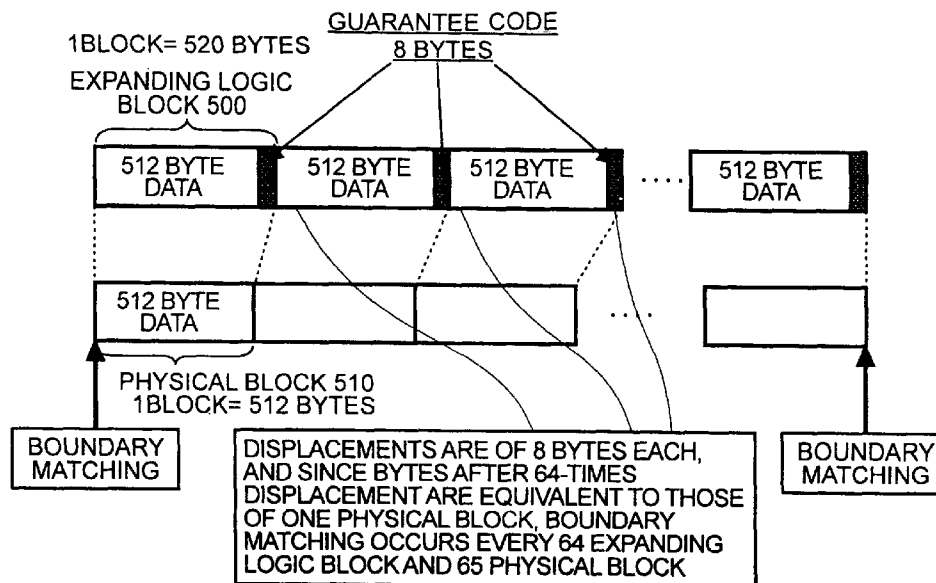 GUARANTEE CODE
8 BYTES
1BLOCK= 520 BYTES
EXPANDING LOGIC
BLOCK 500
512 BYTE
DATA
512 BYTE
DATA
512 BYTE
DATA
....
512 BYTE
DATA
512 BYTE
DATA
....
PHYSICAL BLOCK 510
1BLOCK= 512 BYTES
BOUNDARY
MATCHING
DISPLACEMENTS ARE OF 8 BYTES EACH,
AND SINCE BYTES AFTER 64-TIMES
DISPLACEMENT ARE EQUIVALENT TO THOSE
OF ONE PHYSICAL BLOCK, BOUNDARY
MATCHING OCCURS EVERY 64 EXPANDING
LOGIC BLOCK AND 65 PHYSICAL BLOCK
BOUNDARY
MATCHING